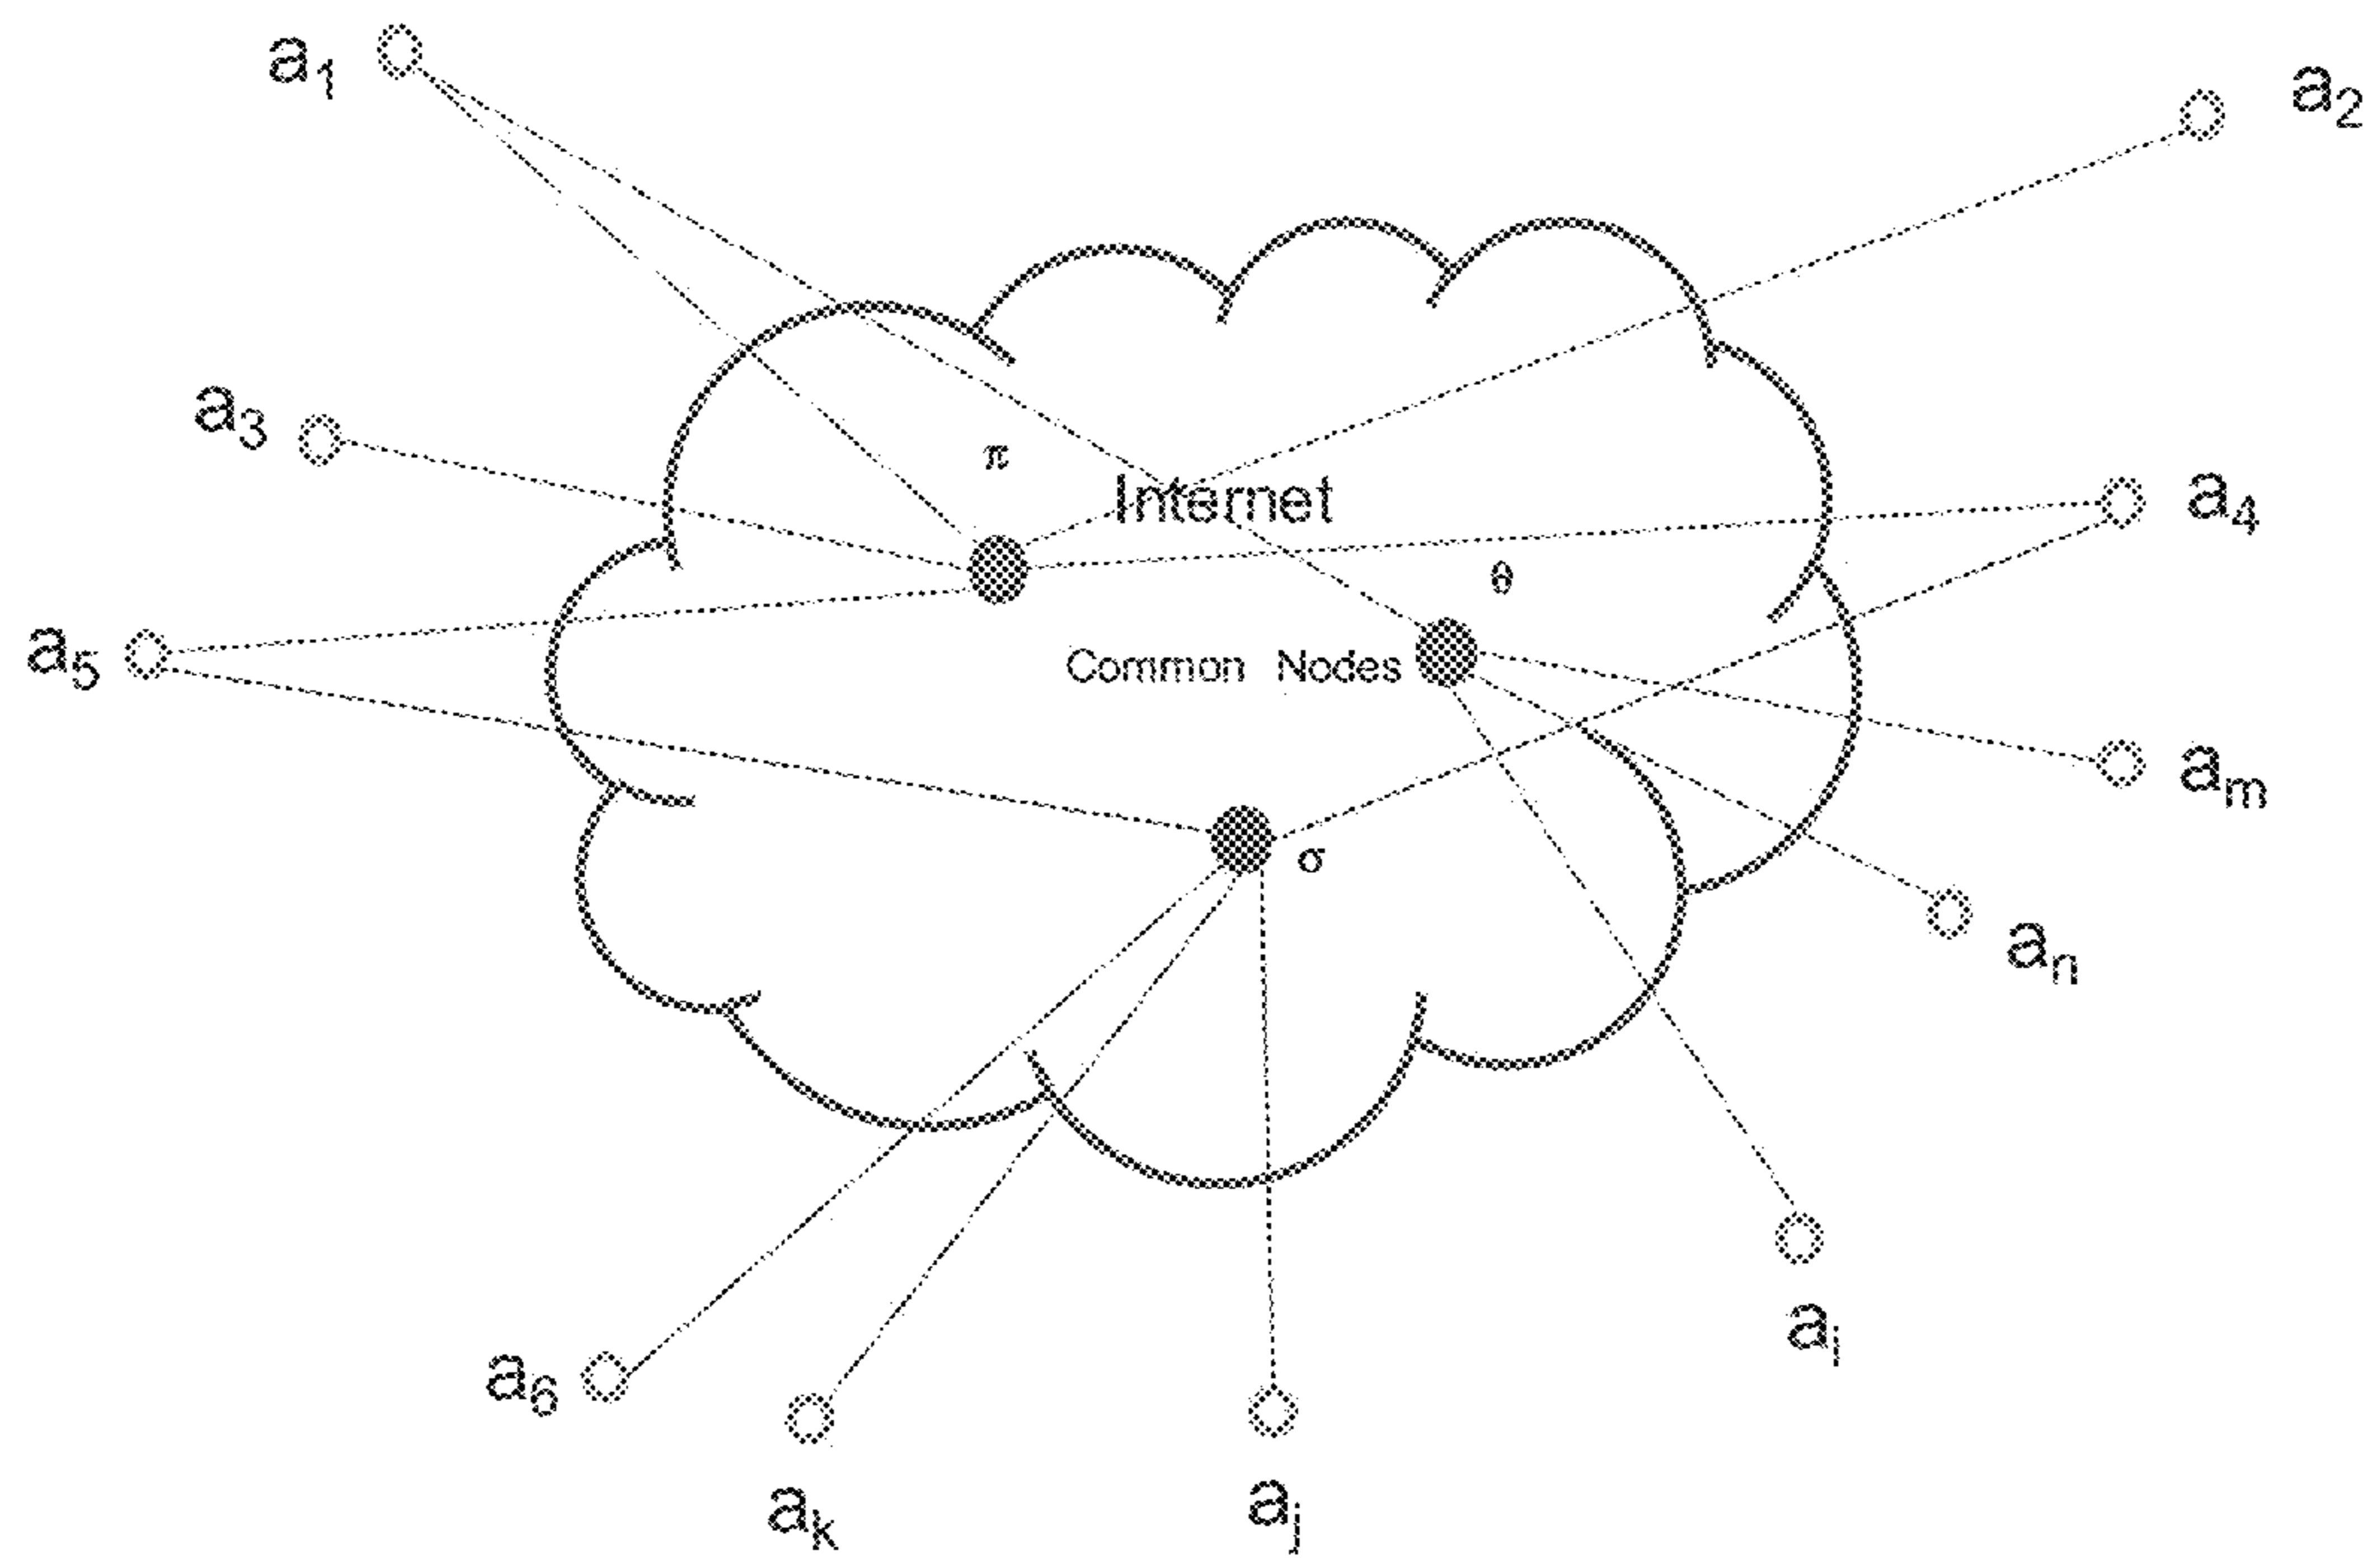 a1
a2
a3
π
Internet
a4
θ
a5
Common Nodes
am
σ
an
ai
a6
ak
aj